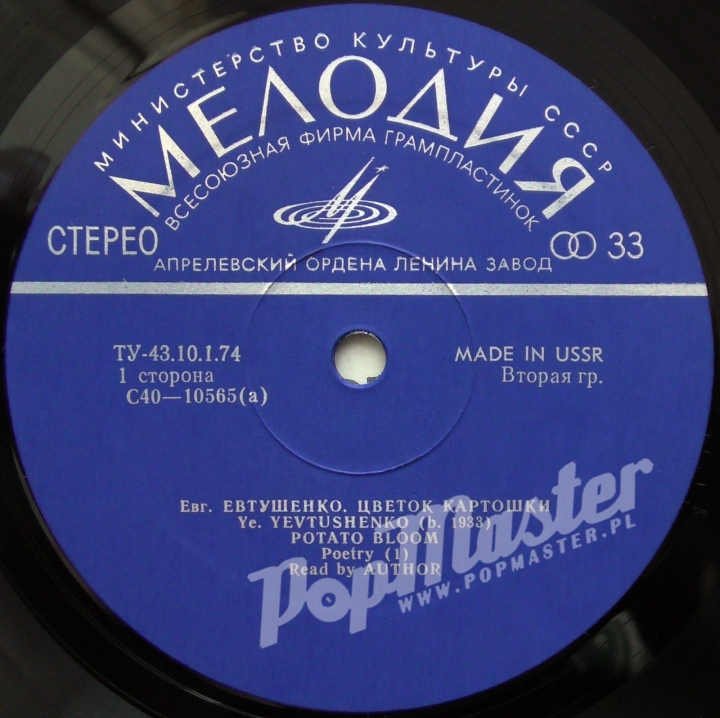 МИНИСТЕРСТВО КУЛЬТУРЫ СССР
МЕЛОДИЯ
ВСЕСОЮЗНАЯ ФИРМА ГРАМПЛАСТИНОК
СТЕРЕО
33
АПРЕЛЕВСКИЙ ОРДЕНА ЛЕНИНА ЗАВОД
ТУ-43.10.1.74
MADE IN USSR
1 сторона
Вторая гр.
С40—10565(а)
Евг. ЕВТУШЕНКО. ЦВЕТОК КАРТОШКИ
Ye. YEVTUSHENKO (b. 1933)
POTATO BLOOM
Poetry (1)
Read by AUTHOR
PopMaster
WWW.POPMASTER.PL